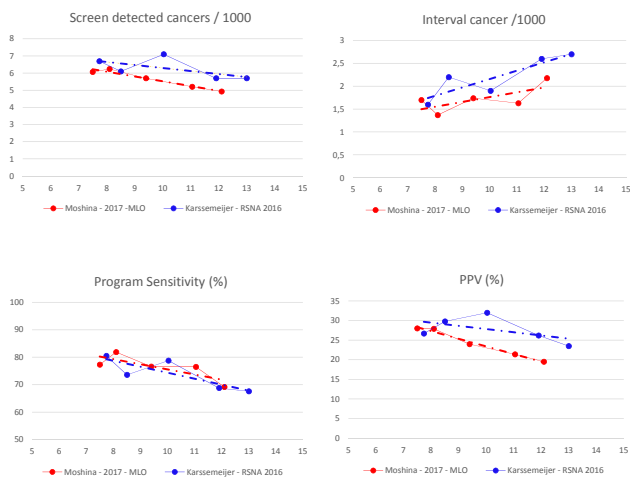 Screen detected cancers / 1000
8
7
6
5
4
3
2
1
0
5 6 7 8 9 10 11 12 13 14 15
Moshina - 2017 -MLO Karssemeijer - RSNA 2016
Interval cancer /1000
3
2,5
2
1,5
1
0,5
0
5 6 7 8 9 10 11 12 13 14 15
Moshina - 2017 - MLO Karssemeijer - RSNA 2016
Program Sensitivity (%)
100
90
80
70
60
50
5 6 7 8 9 10 11 12 13 14 15
Moshina - 2017 - MLO Karssemeijer - RSNA 2016
PPV (%)
35
30
25
20
15
10
5
0
5 6 7 8 9 10 11 12 13 14 15
Moshina - 2017 - MLO Karssemeijer - RSNA 2016